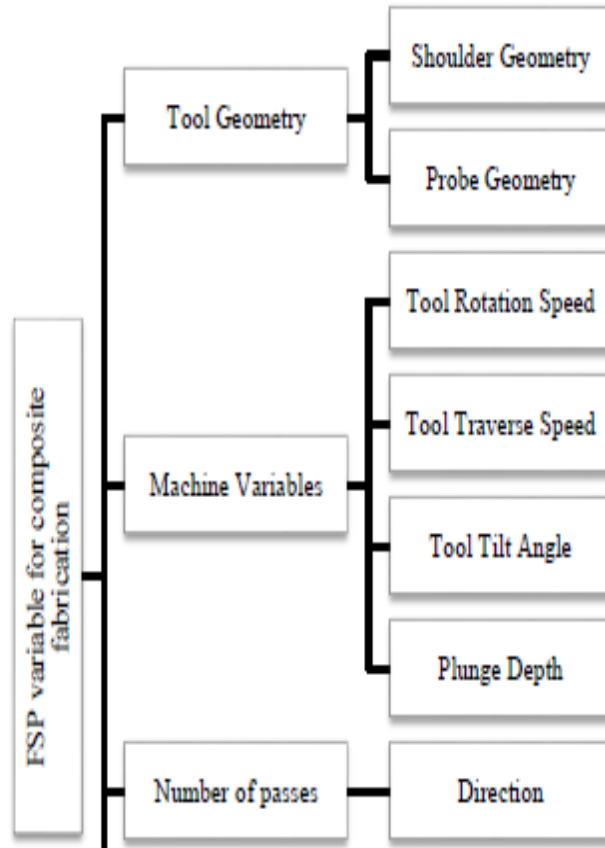 FSP variable for composite
fabrication
Tool Geometry
Shoulder Geometry
Probe Geometry
Machine Variables
Tool Rotation Speed
Tool Traverse Speed
Tool Tilt Angle
Plunge Depth
Number of passes
Direction